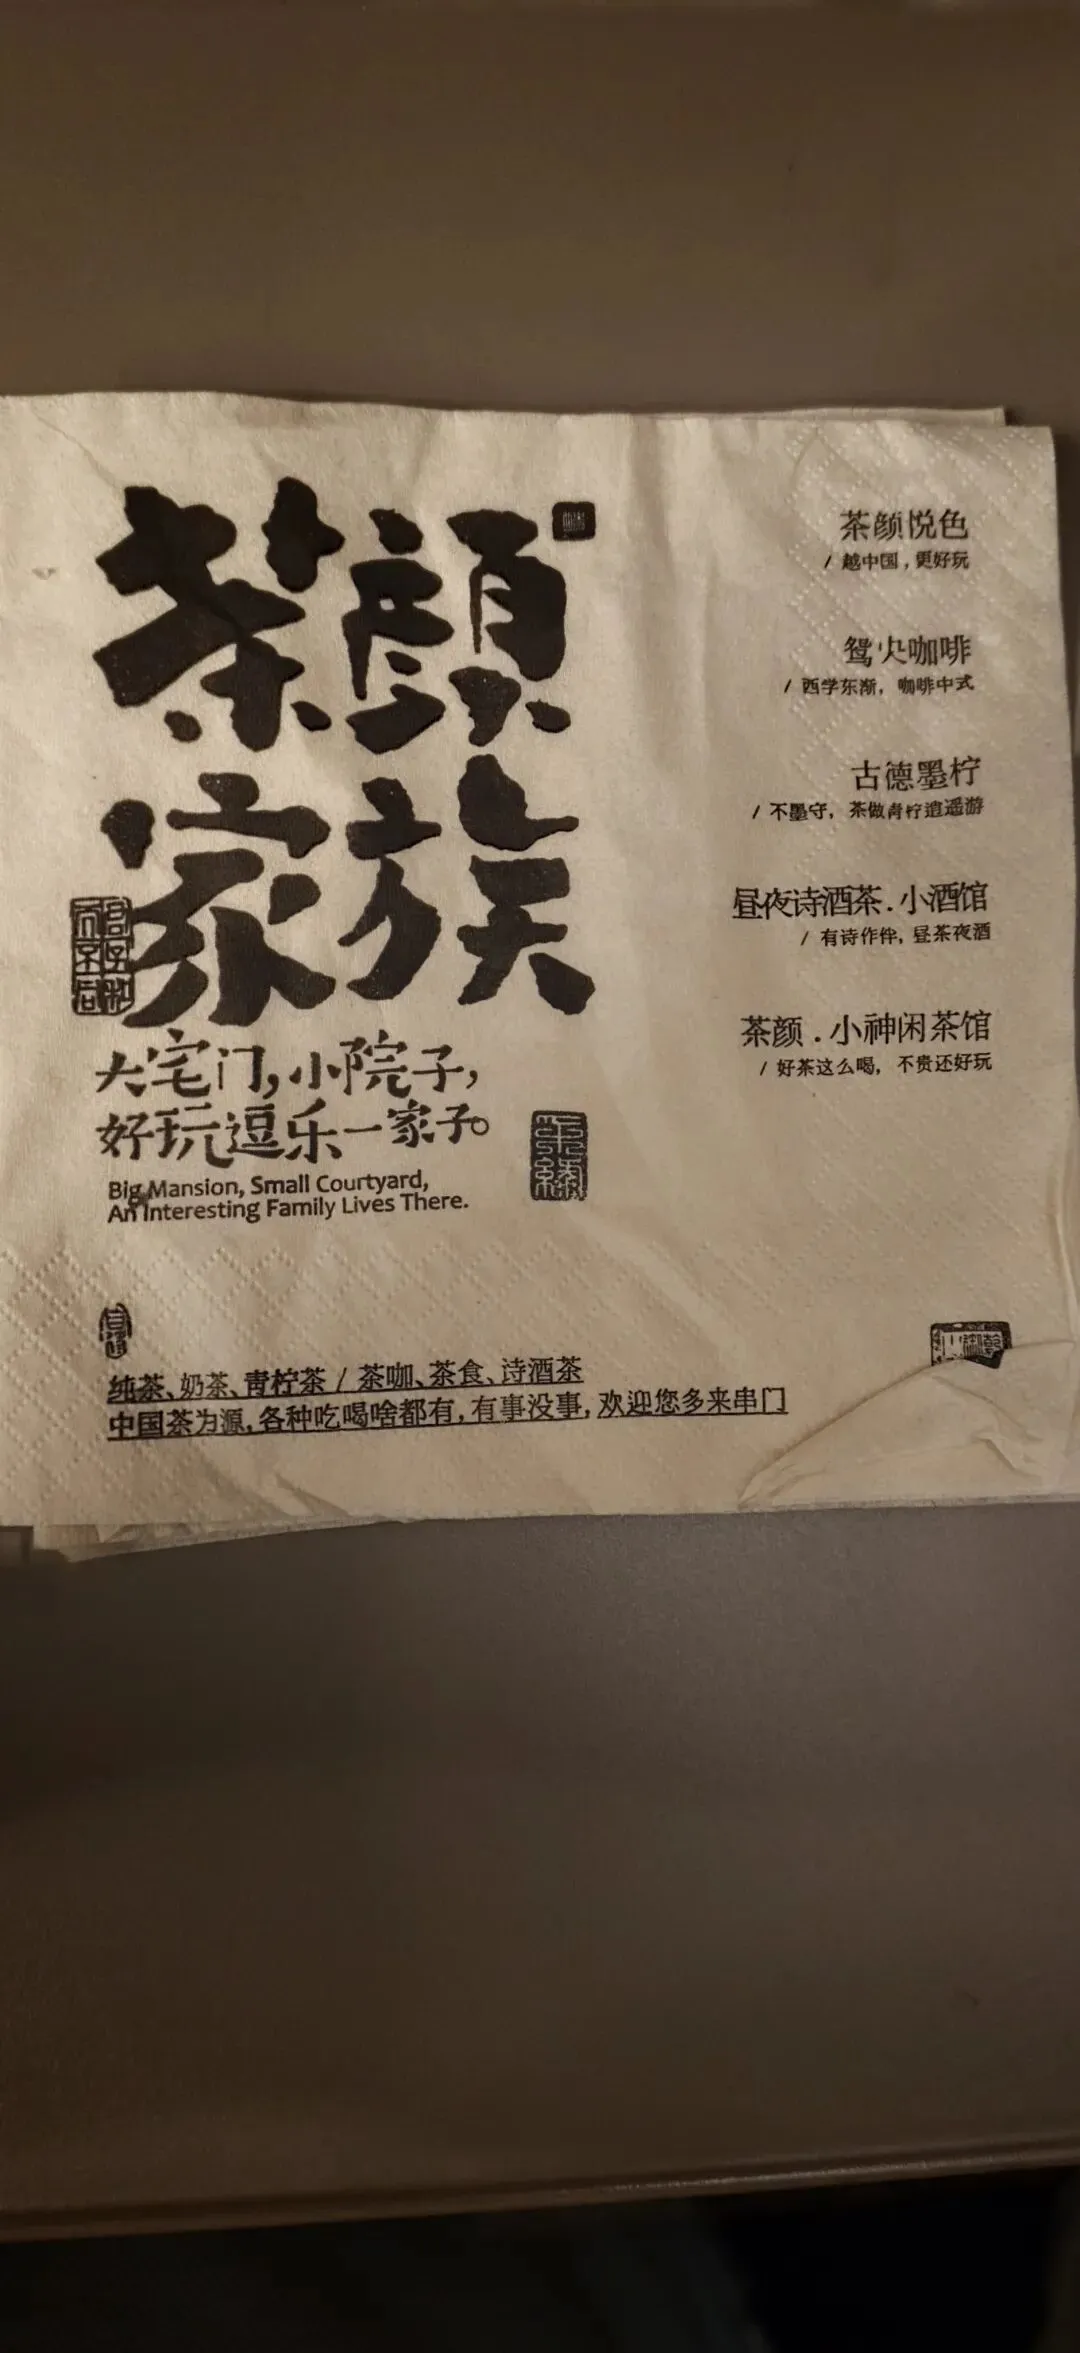 茶顔
家族
大宅门,小院子,
好玩逗乐一家子。
Big Mansion, Small Courtyard,
An Interesting Family Lives There.
茶颜悦色
/ 越中国，更好玩
鸳央咖啡
/ 西学东渐，咖啡中式
古德墨柠
/ 不墨守，茶做青柠逍遥游
昼夜诗酒茶.小酒馆
/ 有诗作伴，昼茶夜酒
茶颜.小神闲茶馆
/ 好茶这么喝，不贵还好玩
纯茶、奶茶、青柠茶 / 茶咖、茶食、诗酒茶
中国茶为源,各种吃喝啥都有,有事没事,欢迎您多来串门